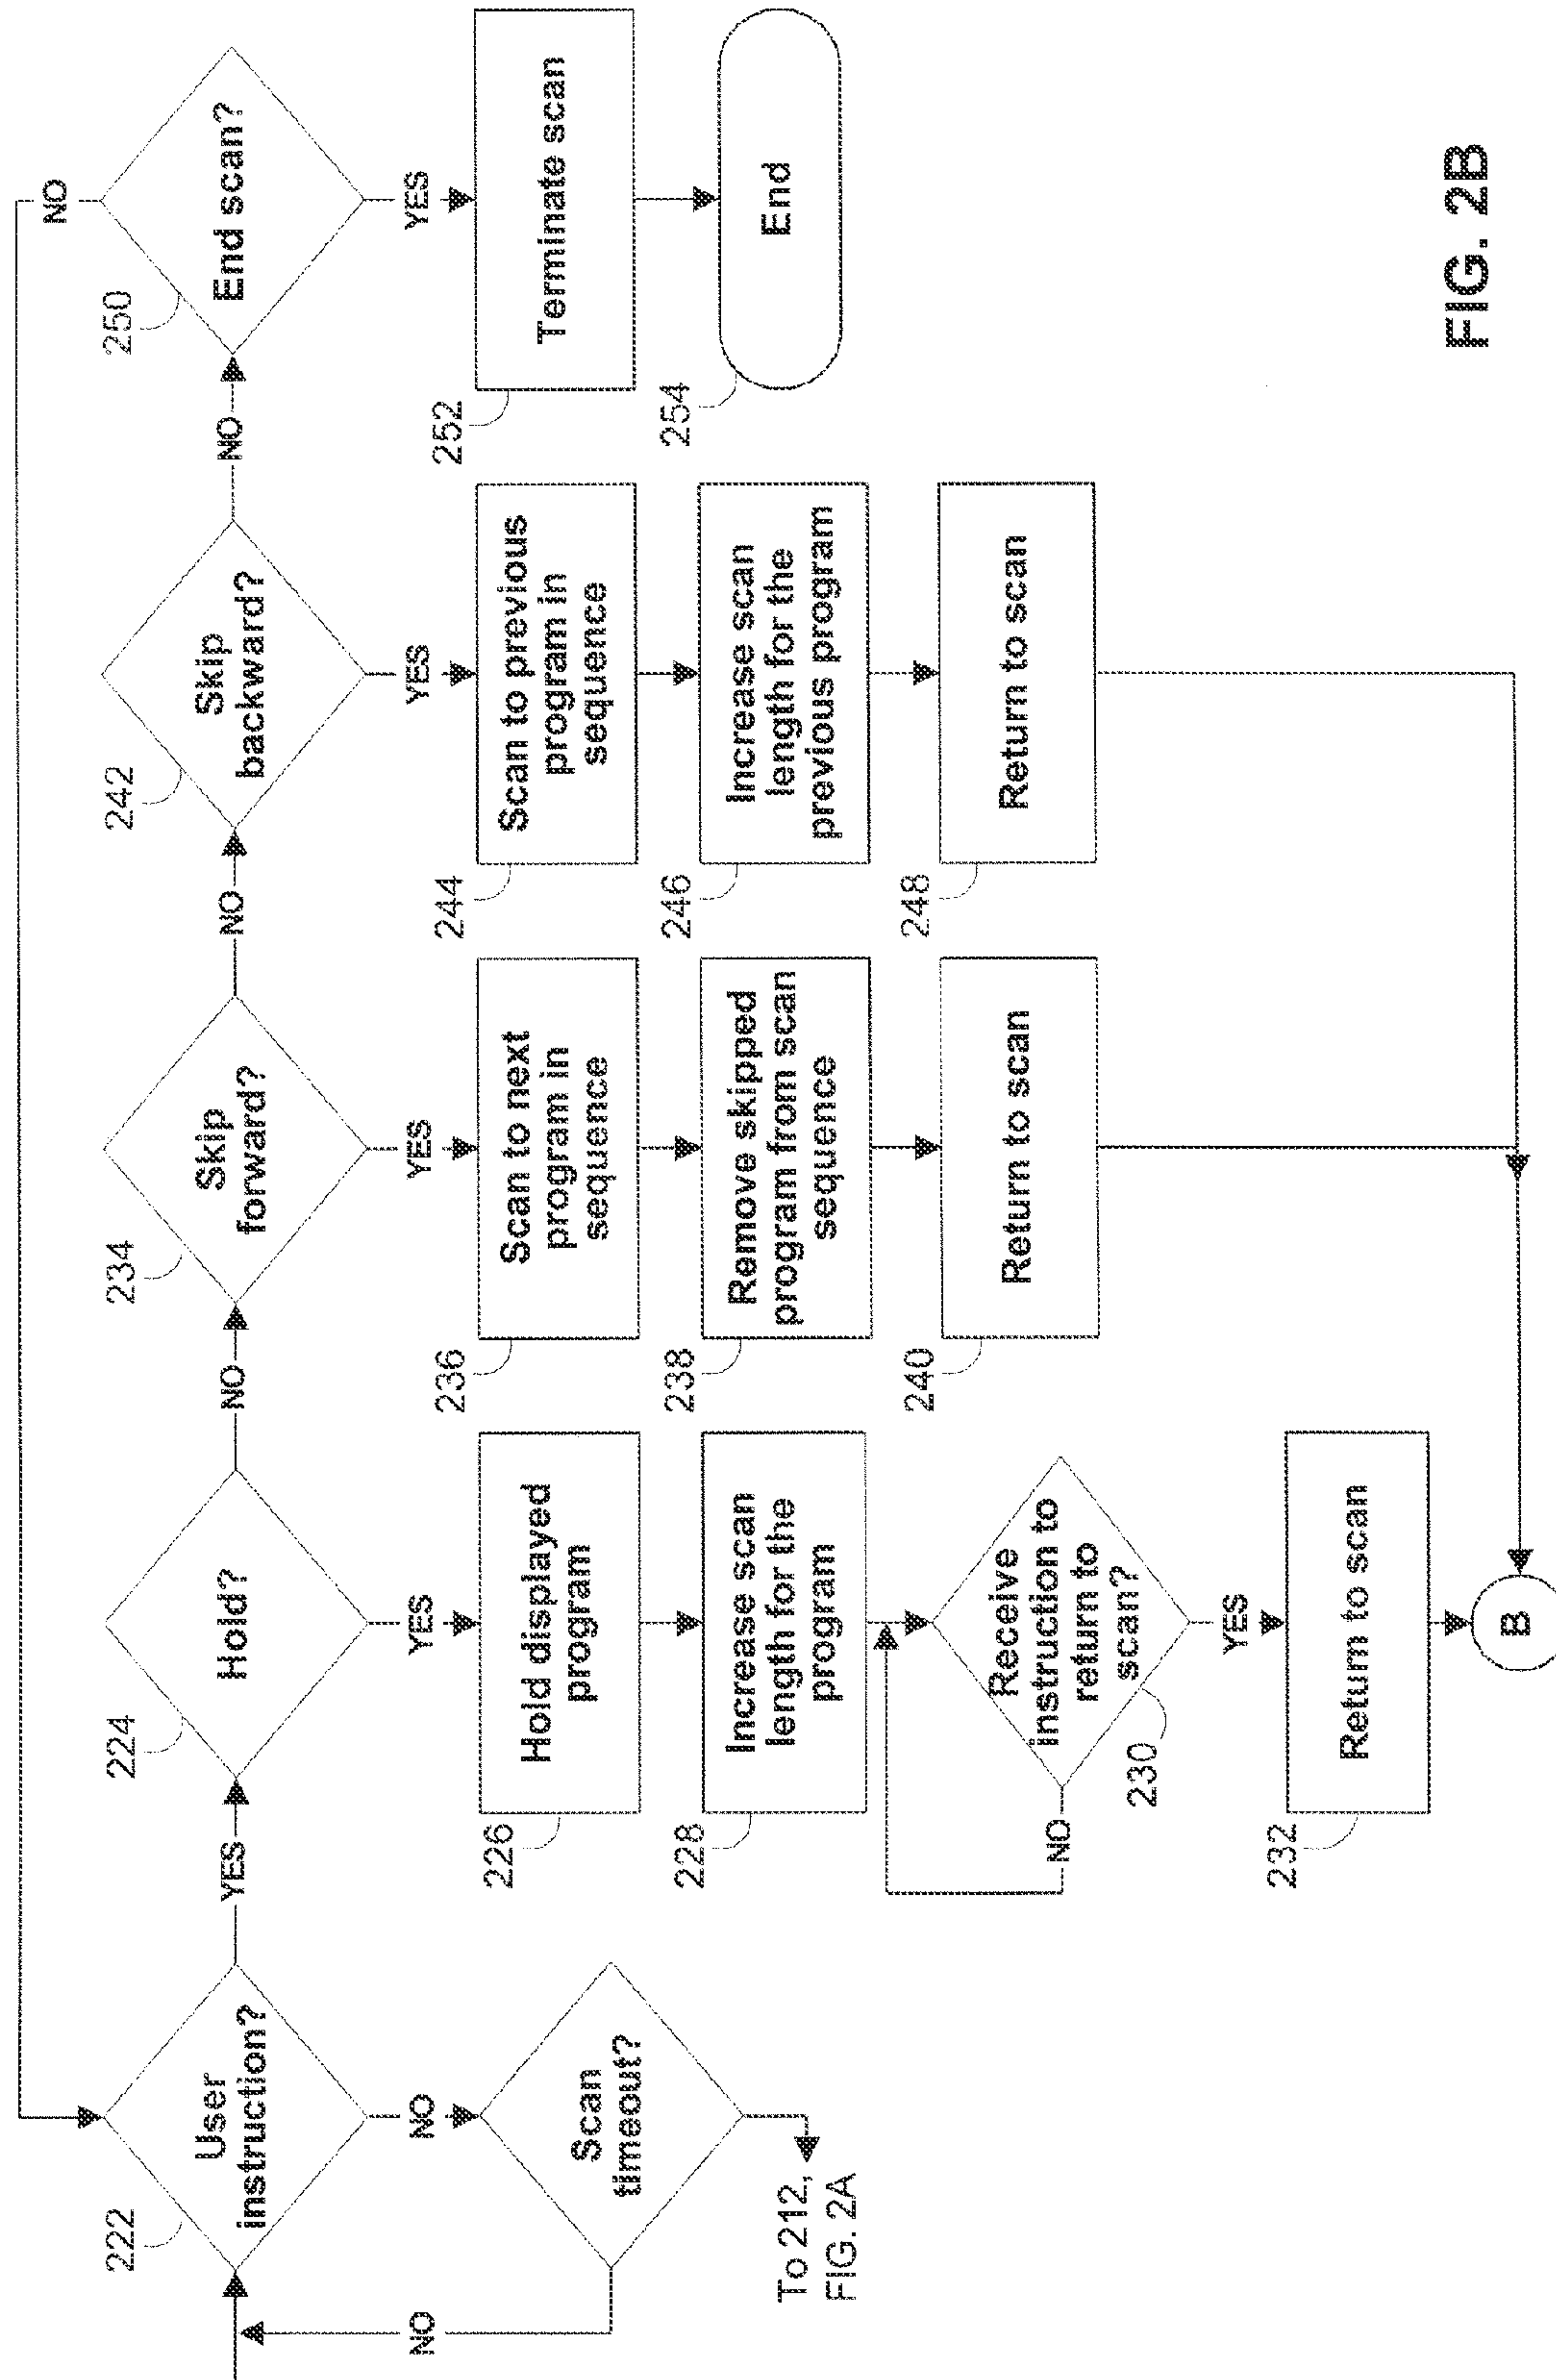 222
User
instruction?
YES
NO
Scan
timeout?
NO
To 212,
FIG. 2A
224
Hold?
NO
YES
226
Hold displayed
program
228
Increase scan
length for the
program
Receive
instruction to
return to
scan?
230
NO
YES
232
Return to scan
B
234
Skip
forward?
NO
YES
236
Scan to next
program in
sequence
238
Remove skipped
program from scan
sequence
240
Return to scan
242
Skip
backward?
NO
YES
244
Scan to previous
program in
sequence
246
Increase scan
length for the
previous program
248
Return to scan
250
End scan?
NO
YES
252
Terminate scan
254
End
FIG. 2B